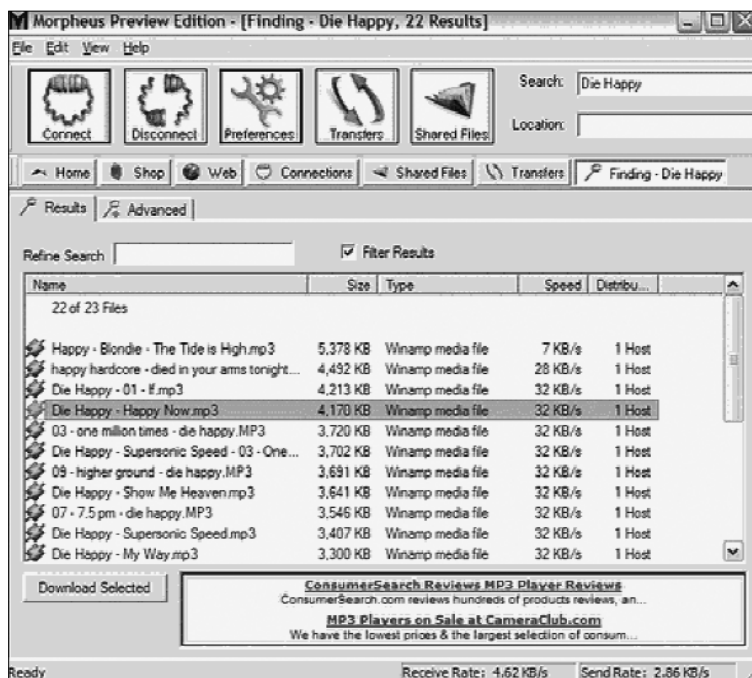 Morpheus Preview Edition - [Finding - Die Happy, 22 Results]
File Edit View Help
Connect Disconnect Preferences Transfers Shared Files
Search: Die Happy
Location:
Home Shop Web Connections Shared Files Transfers Finding - Die Happy
Results Advanced
Refine Search Filter Results
Name Size Type Speed Distribu...
22 of 23 Files
Happy - Blondie - The Tide is High.mp3 5,378 KB Winamp media file 7 KB/s 1 Host
happy hardcore - died in your arms tonight... 4,492 KB Winamp media file 28 KB/s 1 Host
Die Happy - 01 - If.mp3 4,213 KB Winamp media file 32 KB/s 1 Host
Die Happy - Happy Now.mp3 4,170 KB Winamp media file 32 KB/s 1 Host
03 - one million times - die happy.MP3 3,720 KB Winamp media file 32 KB/s 1 Host
Die Happy - Supersonic Speed - 03 - One... 3,702 KB Winamp media file 32 KB/s 1 Host
09 - higher ground - die happy.MP3 3,691 KB Winamp media file 32 KB/s 1 Host
Die Happy - Show Me Heaven.mp3 3,641 KB Winamp media file 32 KB/s 1 Host
07 - 7.5 pm - die happy.MP3 3,546 KB Winamp media file 32 KB/s 1 Host
Die Happy - Supersonic Speed.mp3 3,407 KB Winamp media file 32 KB/s 1 Host
Die Happy - My Way.mp3 3,300 KB Winamp media file 32 KB/s 1 Host
Download Selected
ConsumerSearch Reviews MP3 Player Reviews
ConsumerSearch.com reviews hundreds of products reviews, an...
MP3 Players on Sale at CameraClub.com
We have the lowest prices & the largest selection of consum...
Ready Receive Rate: 4.62 KB/s Send Rate: 2.86 KB/s